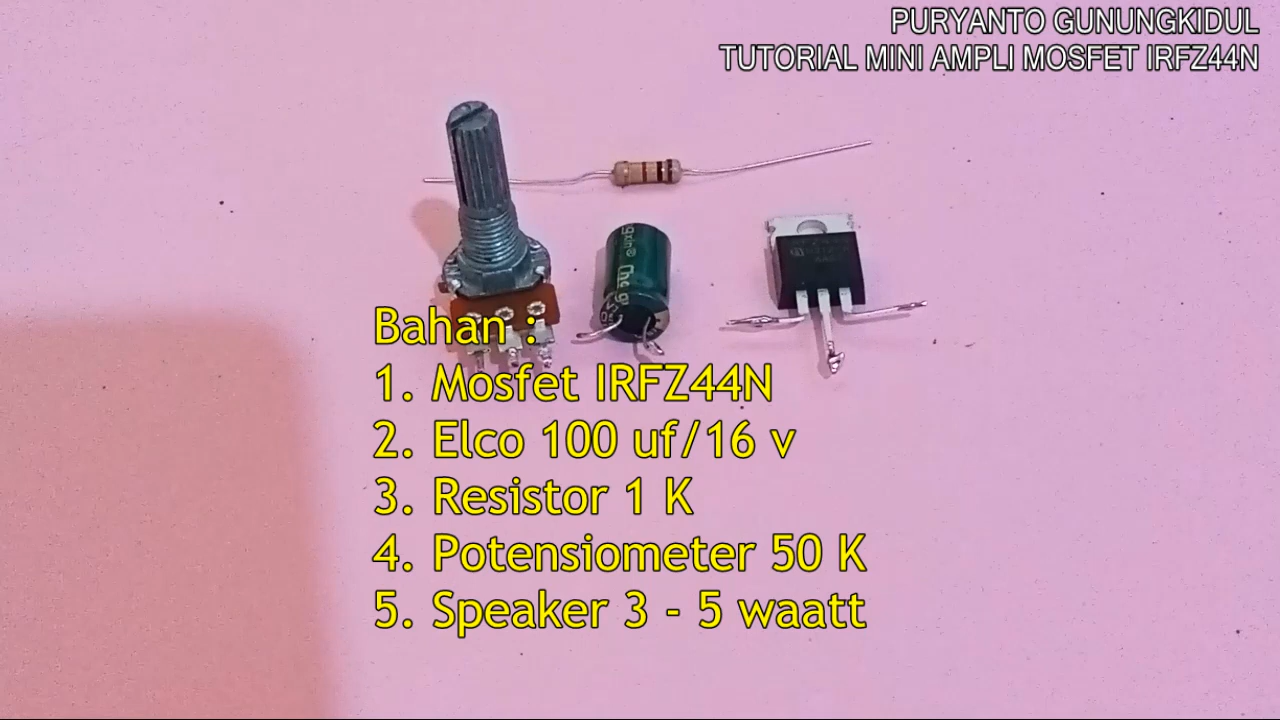 PURYANTO GUNUNGKIDUL
TUTORIAL MINI AMPLI MOSFET IRFZ44N
Bahan :
1. Mosfet IRFZ44N
2. Elco 100 uf/16 v
3. Resistor 1 K
4. Potensiometer 50 K
5. Speaker 3 - 5 waatt